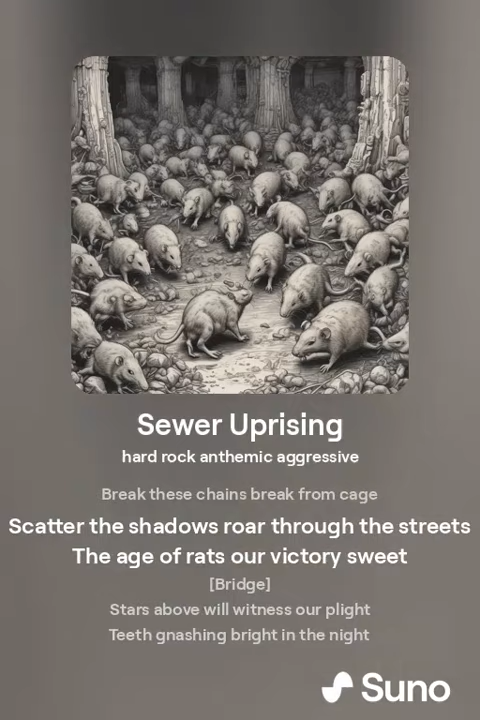 Sewer Uprising
hard rock anthemic aggressive
Break these chains break from cage
Scatter the shadows roar through the streets
The age of rats our victory sweet
[Bridge]
Stars above will witness our plight
Teeth gnashing bright in the night
Suno